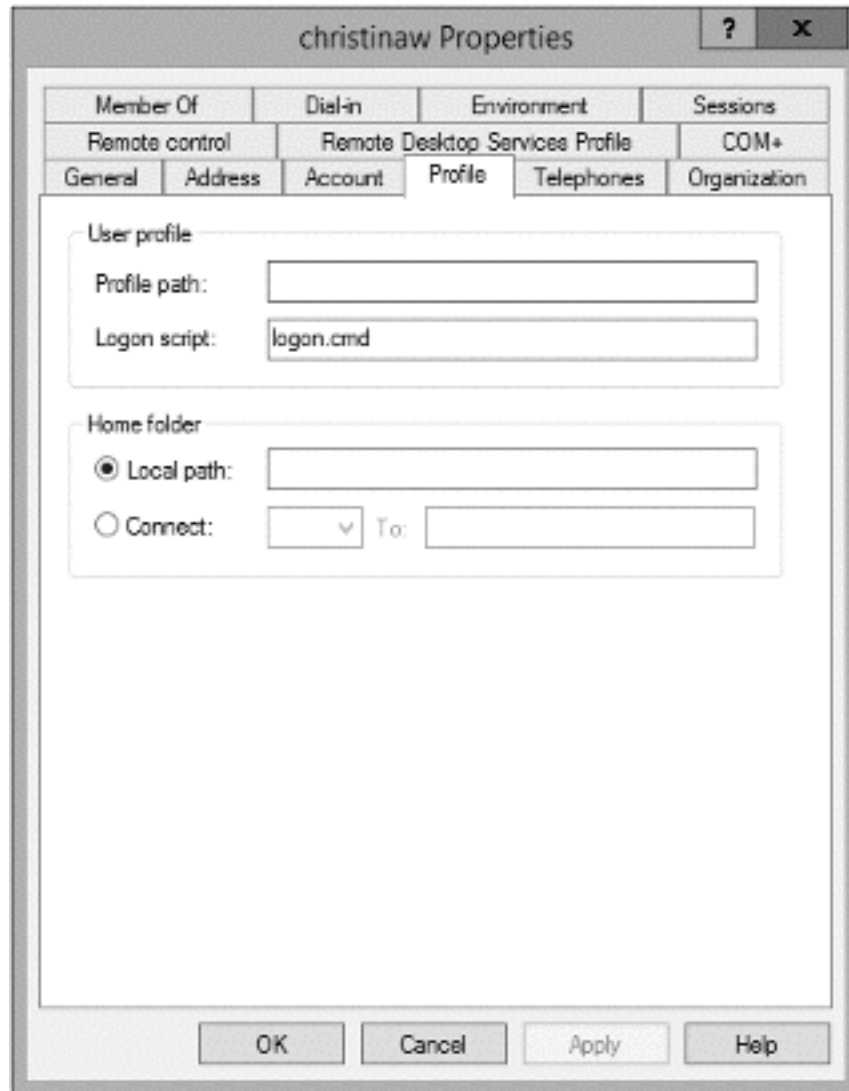 christinaw Properties
? x
Member Of Dial-in Environment Sessions
Remote control Remote Desktop Services Profile COM+
General Address Account Profile Telephones Organization
User profile
Profile path:
Logon script: logon.cmd
Home folder
Local path:
Connect: To:
OK Cancel Apply Help